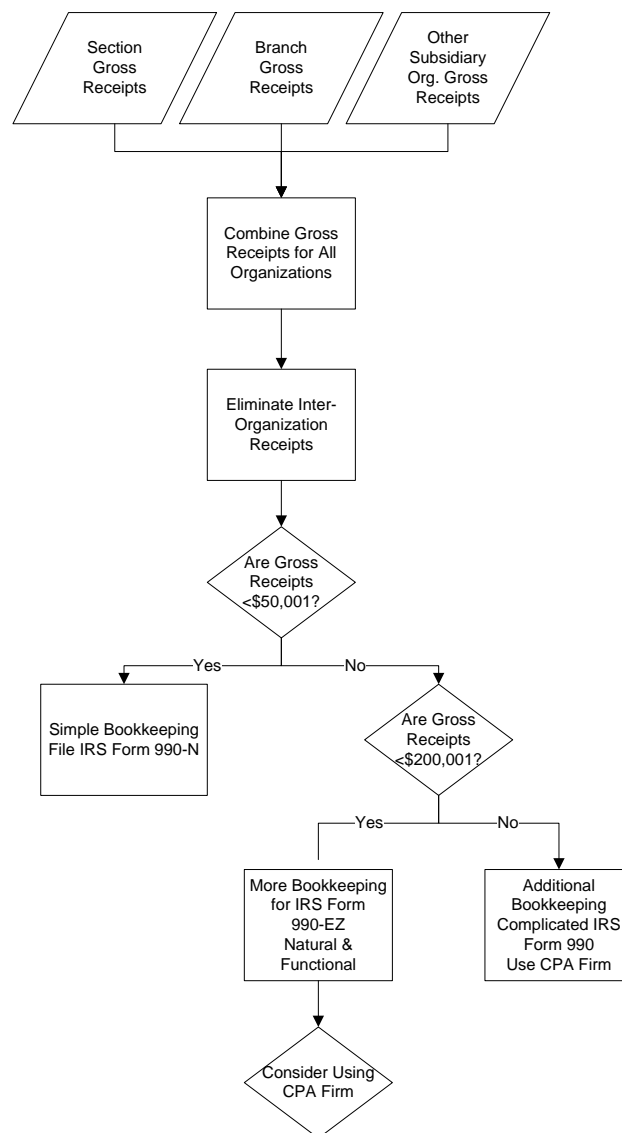 Section
Gross
Receipts
Branch
Gross
Receipts
Other
Subsidiary
Org. Gross
Receipts
Combine Gross
Receipts for All
Organizations
Eliminate Inter-
Organization
Receipts
Are Gross
Receipts
<$50,001?
Yes
No
Simple Bookkeeping
File IRS Form 990-N
Are Gross
Receipts
<$200,001?
Yes
No
More Bookkeeping
for IRS Form
990-EZ
Natural &
Functional
Additional
Bookkeeping
Complicated IRS
Form 990
Use CPA Firm
Consider Using
CPA Firm